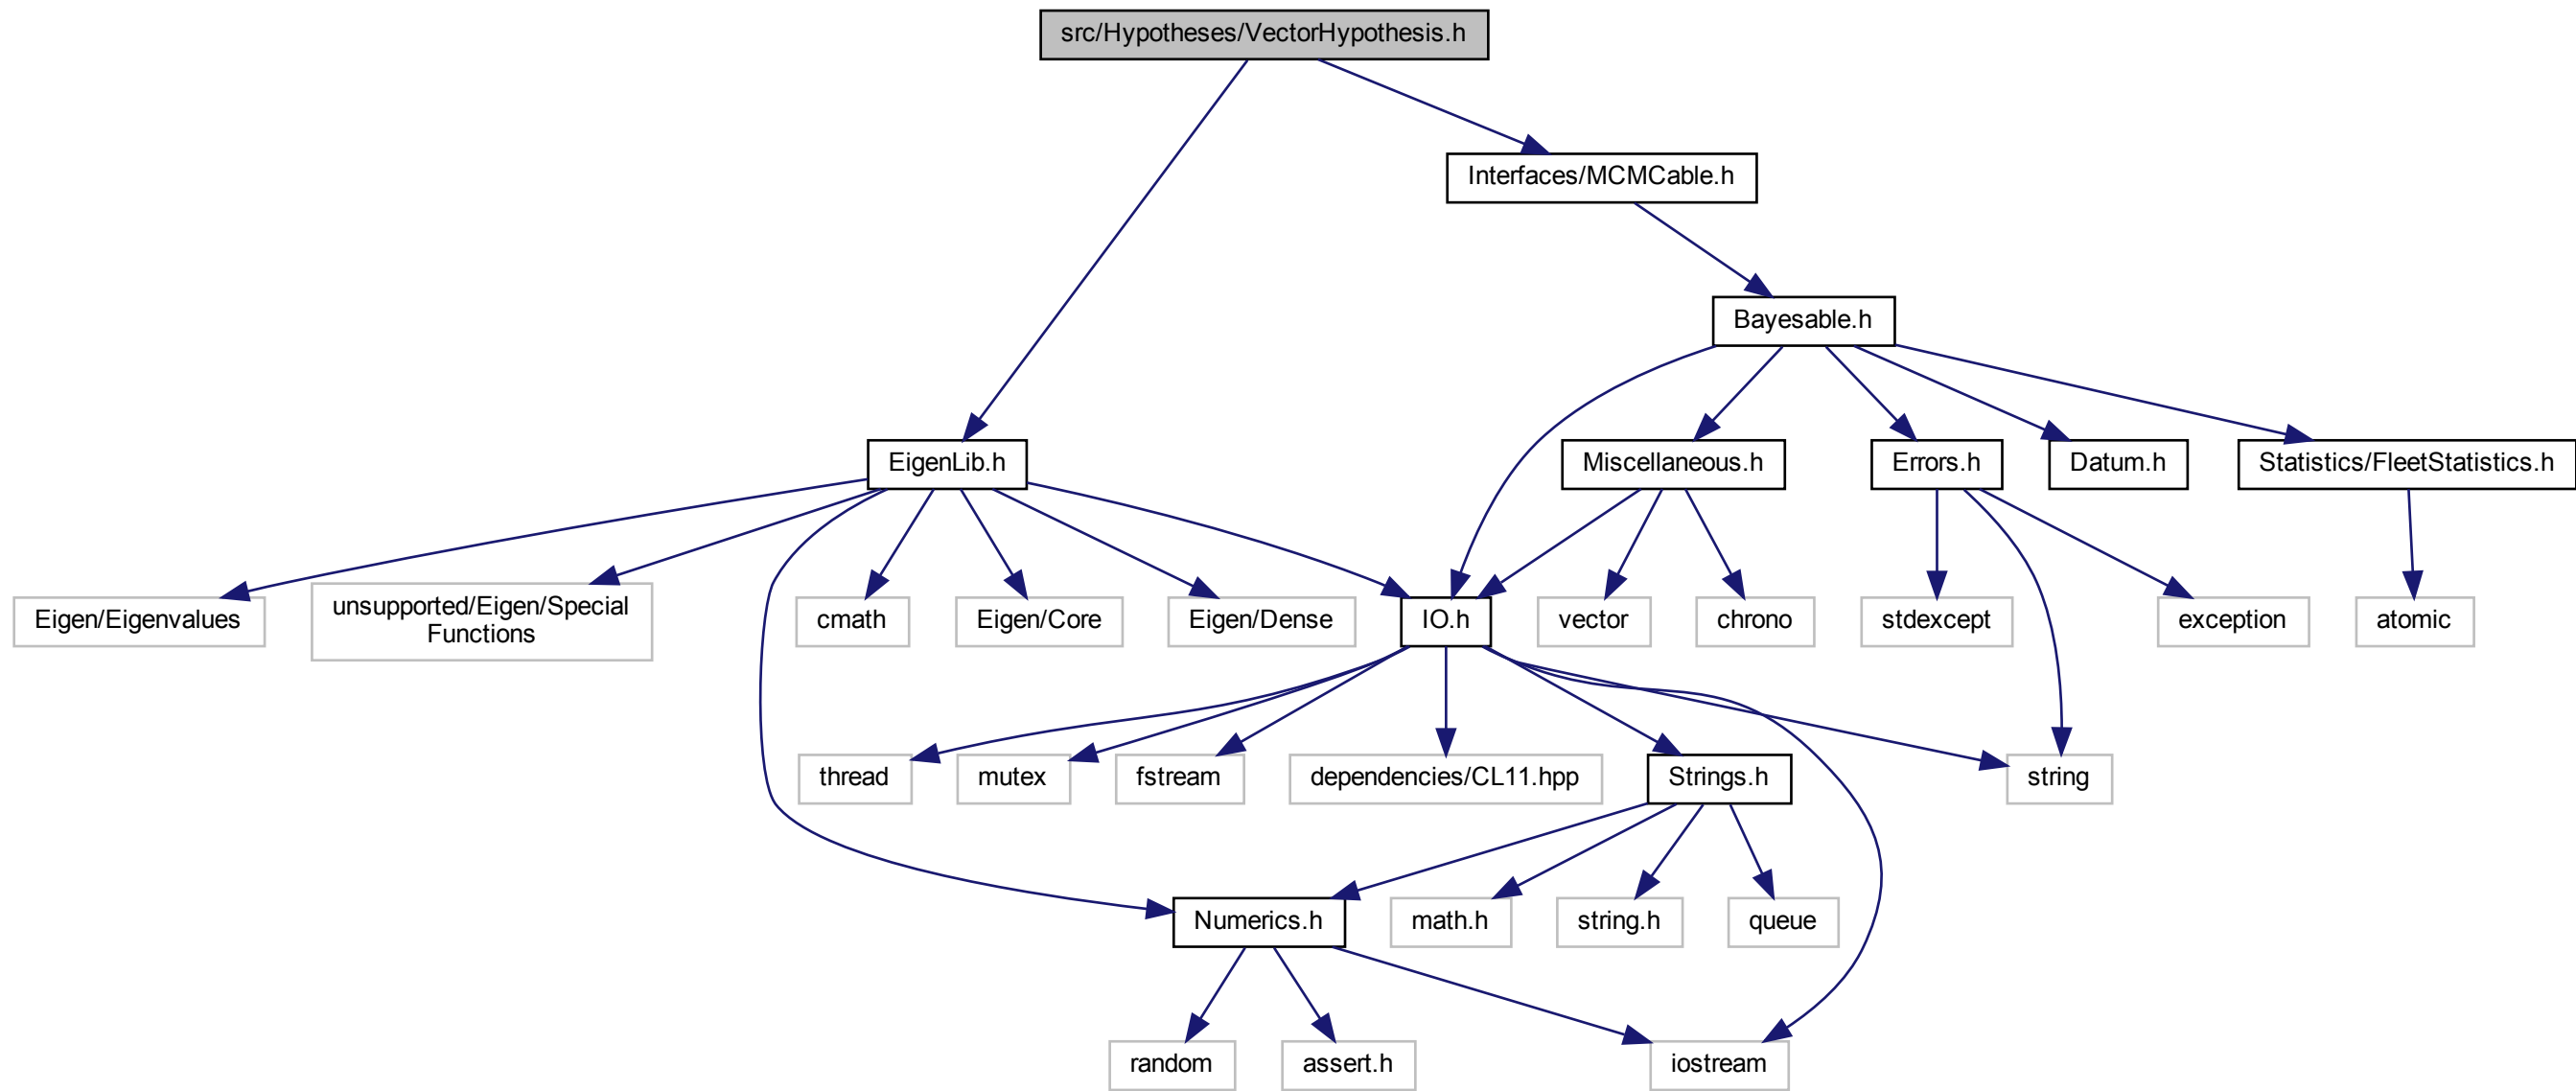 src/Hypotheses/VectorHypothesis.h
Interfaces/MCMCable.h
Bayesable.h
EigenLib.h
Miscellaneous.h
Errors.h
Datum.h
Statistics/FleetStatistics.h
Eigen/Eigenvalues
unsupported/Eigen/Special
Functions
cmath
Eigen/Core
Eigen/Dense
IO.h
vector
chrono
stdexcept
exception
atomic
thread
mutex
fstream
dependencies/CL11.hpp
Strings.h
string
Numerics.h
math.h
string.h
queue
random
assert.h
iostream